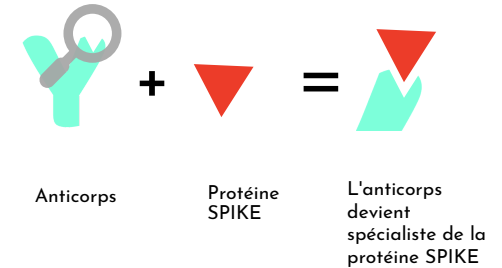 +
=
Anticorps
Protéine
SPIKE
L'anticorps
devient
spécialiste de la
protéine SPIKE